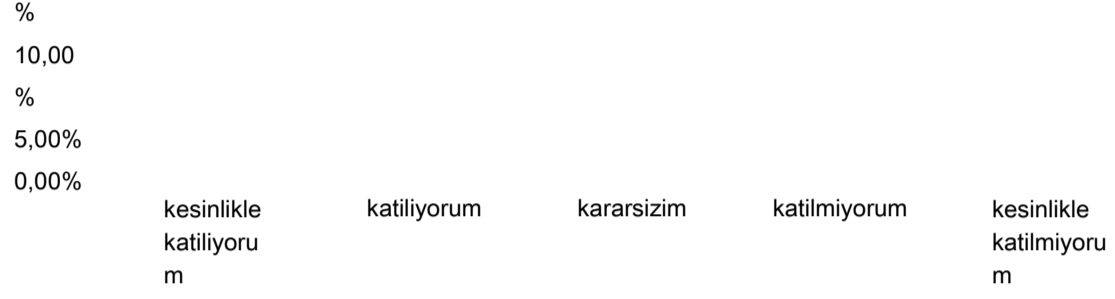 %
10,00
%
5,00%
0,00%
kesinlikle
katiliyoru
m
katiliyorum
kararsizim
katilmiyorum
kesinlikle
katilmiyoru
m